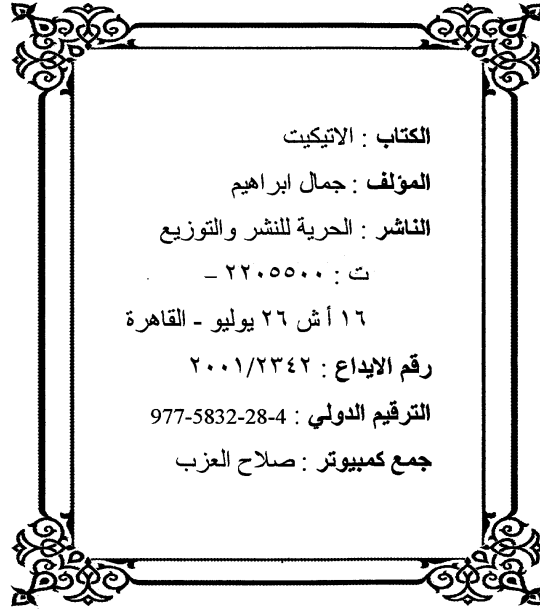 الكتاب : الاتيكيت
المؤلف : جمال ابراهيم
الناشر : الحرية للنشر والتوزيع
ت : ٢٢٠٥٥٠٠ –
١٦ أ ش ٢٦ يوليو - القاهرة
رقم الايداع : ٢٠٠١/٢٣٤٢
الترقيم الدولي : 977-5832-28-4
جمع كمبيوتر : صلاح العزب